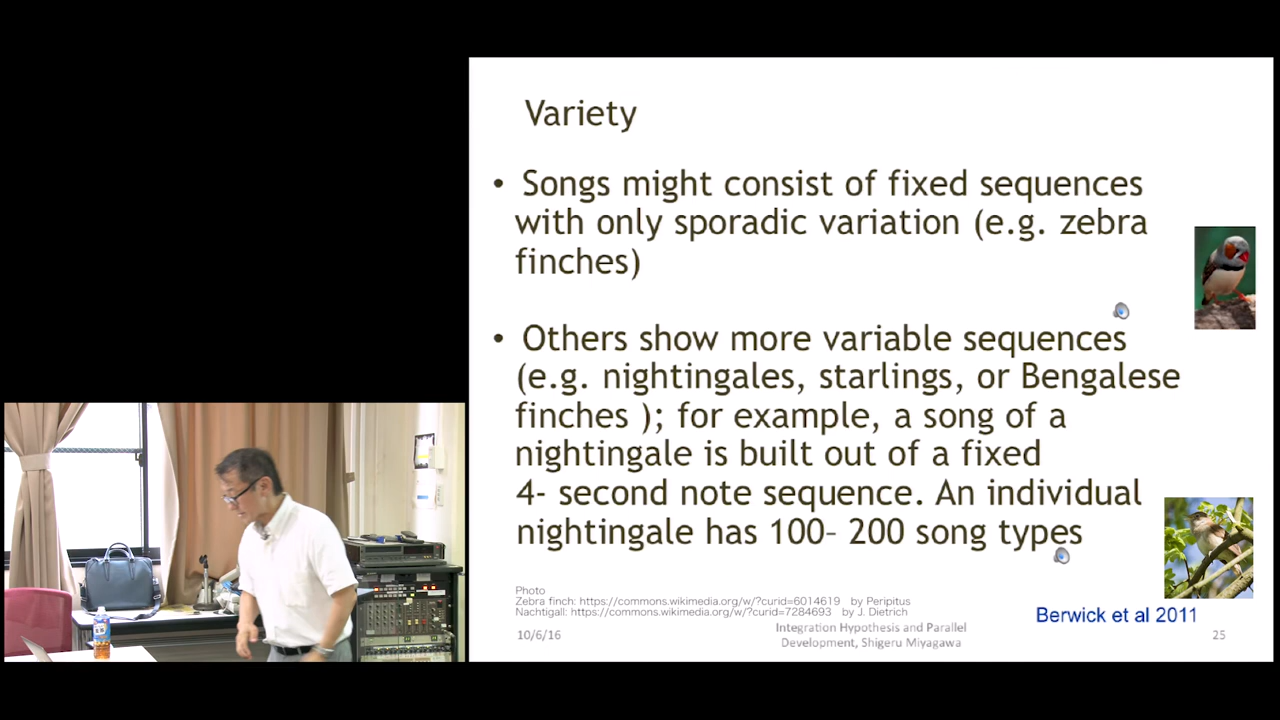 Variety
• Songs might consist of fixed sequences
with only sporadic variation (e.g. zebra
finches)
• Others show more variable sequences
(e.g. nightingales, starlings, or Bengalese
finches ); for example, a song of a
nightingale is built out of a fixed
4- second note sequence. An individual
nightingale has 100– 200 song types
Photo
Zebra finch: https://commons.wikimedia.org/w/?curid=6014619 by Peripitus
Nachtigall: https://commons.wikimedia.org/w/?curid=7284693 by J. Dietrich
Berwick et al 2011
10/6/16
Integration Hypothesis and Parallel
Development, Shigeru Miyagawa
25